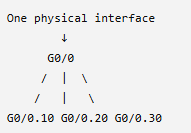 One physical interface
↓
G0/0
/ | \
/ | \
G0/0.10 G0/0.20 G0/0.30